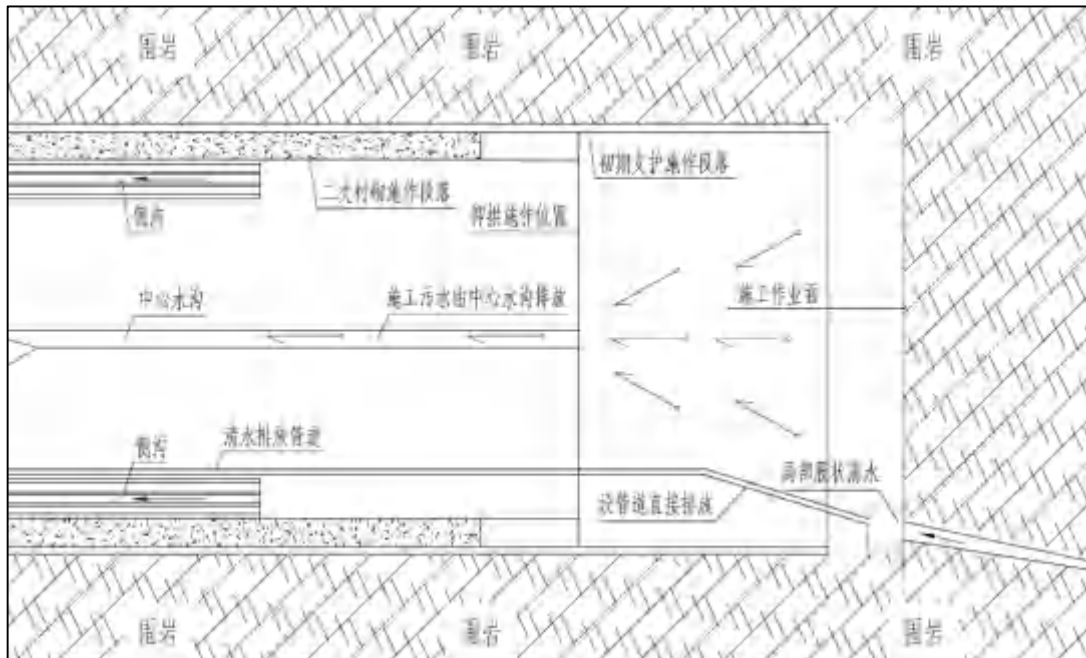 围岩 围岩 围岩
初期支护施作段落
二次衬砌施作段落
仰拱施作位置
侧沟
中心水沟
施工污水由中心水沟排放
施工作业面
侧沟
清水排放管道
局部股状涌水
设管道直接排放
围岩 围岩 围岩